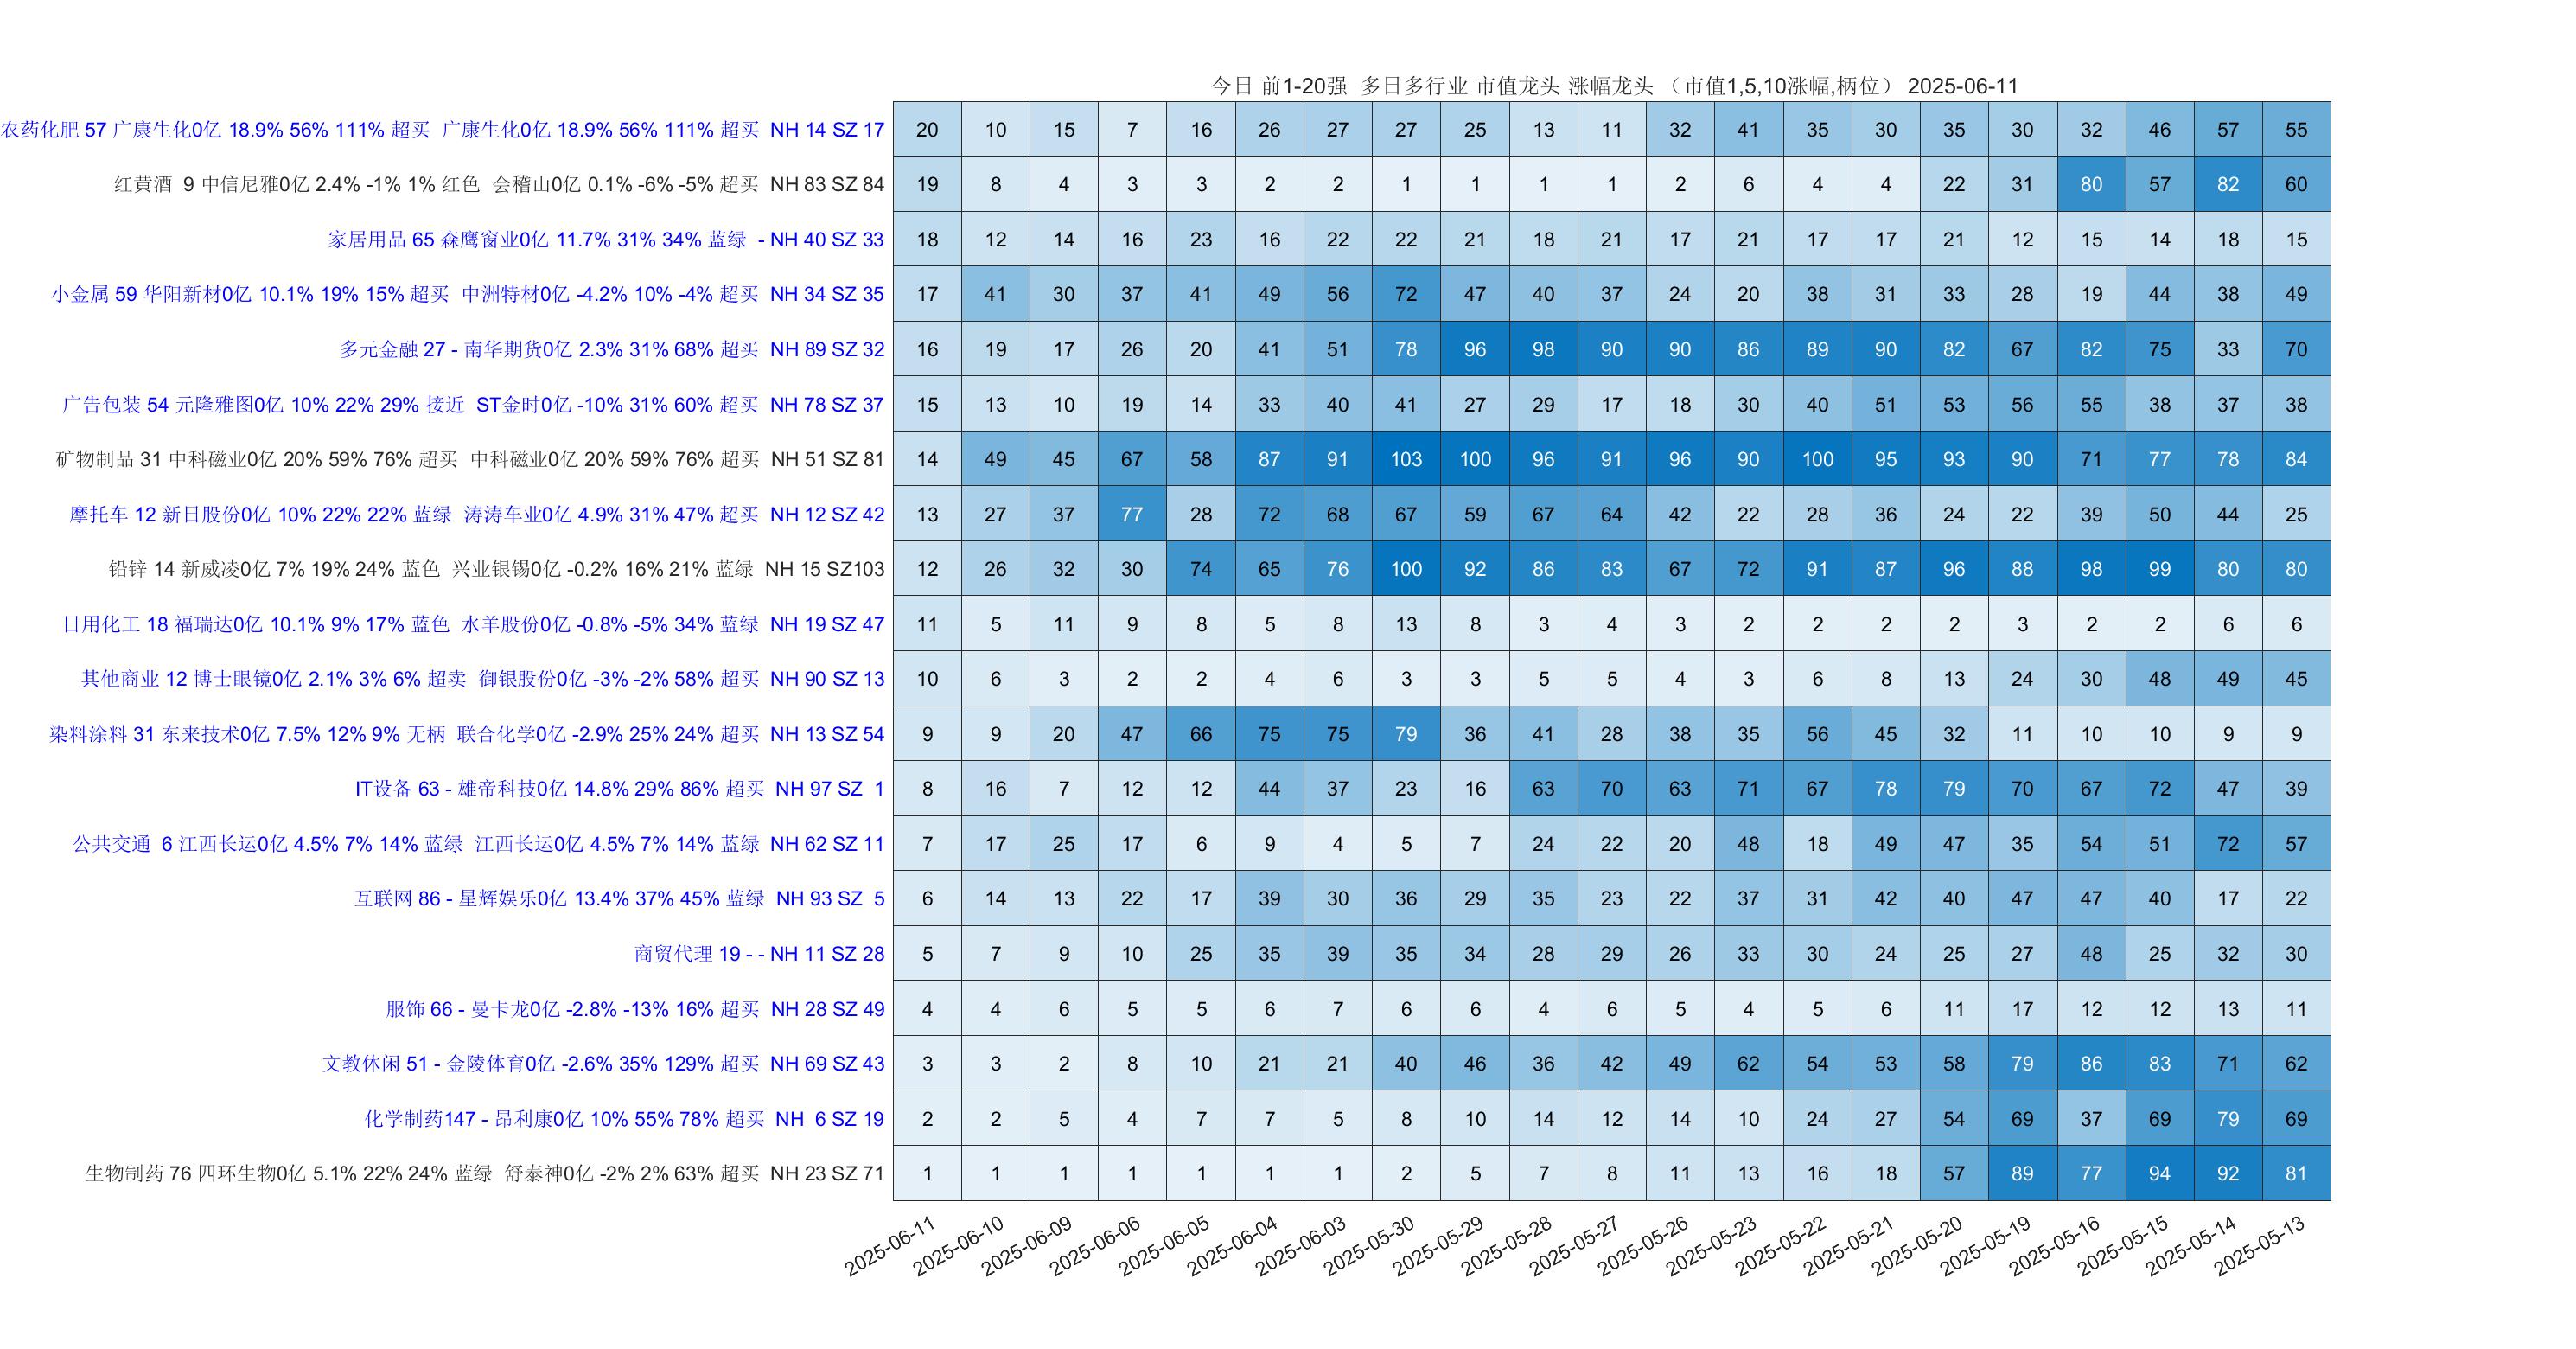 今日 前1-20强 多日多行业 市值龙头 涨幅龙头 （市值1,5,10涨幅,柄位） 2025-06-11
农药化肥 57 广康生化0亿 18.9% 56% 111% 超买 广康生化0亿 18.9% 56% 111% 超买 NH 14 SZ 17 20 10 15 7 16 26 27 27 25 13 11 32 41 35 30 35 30 32 46 57 55
红黄酒 9 中信尼雅0亿 2.4% -1% 1% 红色 会稽山0亿 0.1% -6% -5% 超买 NH 83 SZ 84 19 8 4 3 3 2 2 1 1 1 1 2 6 4 4 22 31 80 57 82 60
家居用品 65 森鹰窗业0亿 11.7% 31% 34% 蓝绿 - NH 40 SZ 33 18 12 14 16 23 16 22 22 21 18 21 17 21 17 17 21 12 15 14 18 15
小金属 59 华阳新材0亿 10.1% 19% 15% 超买 中洲特材0亿 -4.2% 10% -4% 超买 NH 34 SZ 35 17 41 30 37 41 49 56 72 47 40 37 24 20 38 31 33 28 19 44 38 49
多元金融 27 - 南华期货0亿 2.3% 31% 68% 超买 NH 89 SZ 32 16 19 17 26 20 41 51 78 96 98 90 90 86 89 90 82 67 82 75 33 70
广告包装 54 元隆雅图0亿 10% 22% 29% 接近 ST金时0亿 -10% 31% 60% 超买 NH 78 SZ 37 15 13 10 19 14 33 40 41 27 29 17 18 30 40 51 53 56 55 38 37 38
矿物制品 31 中科磁业0亿 20% 59% 76% 超买 中科磁业0亿 20% 59% 76% 超买 NH 51 SZ 81 14 49 45 67 58 87 91 103 100 96 91 96 90 100 95 93 90 71 77 78 84
摩托车 12 新日股份0亿 10% 22% 22% 蓝绿 涛涛车业0亿 4.9% 31% 47% 超买 NH 12 SZ 42 13 27 37 77 28 72 68 67 59 67 64 42 22 28 36 24 22 39 50 44 25
铅锌 14 新威凌0亿 7% 19% 24% 蓝色 兴业银锡0亿 -0.2% 16% 21% 蓝绿 NH 15 SZ103 12 26 32 30 74 65 76 100 92 86 83 67 72 91 87 96 88 98 99 80 80
日用化工 18 福瑞达0亿 10.1% 9% 17% 蓝色 水羊股份0亿 -0.8% -5% 34% 蓝绿 NH 19 SZ 47 11 5 11 9 8 5 8 13 8 3 4 3 2 2 2 2 3 2 2 6 6
其他商业 12 博士眼镜0亿 2.1% 3% 6% 超卖 御银股份0亿 -3% -2% 58% 超买 NH 90 SZ 13 10 6 3 2 2 4 6 3 3 5 5 4 3 6 8 13 24 30 48 49 45
染料涂料 31 东来技术0亿 7.5% 12% 9% 无柄 联合化学0亿 -2.9% 25% 24% 超买 NH 13 SZ 54 9 9 20 47 66 75 75 79 36 41 28 38 35 56 45 32 11 10 10 9 9
IT设备 63 - 雄帝科技0亿 14.8% 29% 86% 超买 NH 97 SZ 1 8 16 7 12 12 44 37 23 16 63 70 63 71 67 78 79 70 67 72 47 39
公共交通 6 江西长运0亿 4.5% 7% 14% 蓝绿 江西长运0亿 4.5% 7% 14% 蓝绿 NH 62 SZ 11 7 17 25 17 6 9 4 5 7 24 22 20 48 18 49 47 35 54 51 72 57
互联网 86 - 星辉娱乐0亿 13.4% 37% 45% 蓝绿 NH 93 SZ 5 6 14 13 22 17 39 30 36 29 35 23 22 37 31 42 40 47 47 40 17 22
商贸代理 19 - - NH 11 SZ 28 5 7 9 10 25 35 39 35 34 28 29 26 33 30 24 25 27 48 25 32 30
服饰 66 - 曼卡龙0亿 -2.8% -13% 16% 超买 NH 28 SZ 49 4 4 6 5 5 6 7 6 6 4 6 5 4 5 6 11 17 12 12 13 11
文教休闲 51 - 金陵体育0亿 -2.6% 35% 129% 超买 NH 69 SZ 43 3 3 2 8 10 21 21 40 46 36 42 49 62 54 53 58 79 86 83 71 62
化学制药147 - 昂利康0亿 10% 55% 78% 超买 NH 6 SZ 19 2 2 5 4 7 7 5 8 10 14 12 14 10 24 27 54 69 37 69 79 69
生物制药 76 四环生物0亿 5.1% 22% 24% 蓝绿 舒泰神0亿 -2% 2% 63% 超买 NH 23 SZ 71 1 1 1 1 1 1 1 2 5 7 8 11 13 16 18 57 89 77 94 92 81
2025-06-11 2025-06-10 2025-06-09 2025-06-06 2025-06-05 2025-06-04 2025-06-03 2025-05-30 2025-05-29 2025-05-28 2025-05-27 2025-05-26 2025-05-23 2025-05-22 2025-05-21 2025-05-20 2025-05-19 2025-05-16 2025-05-15 2025-05-14 2025-05-13